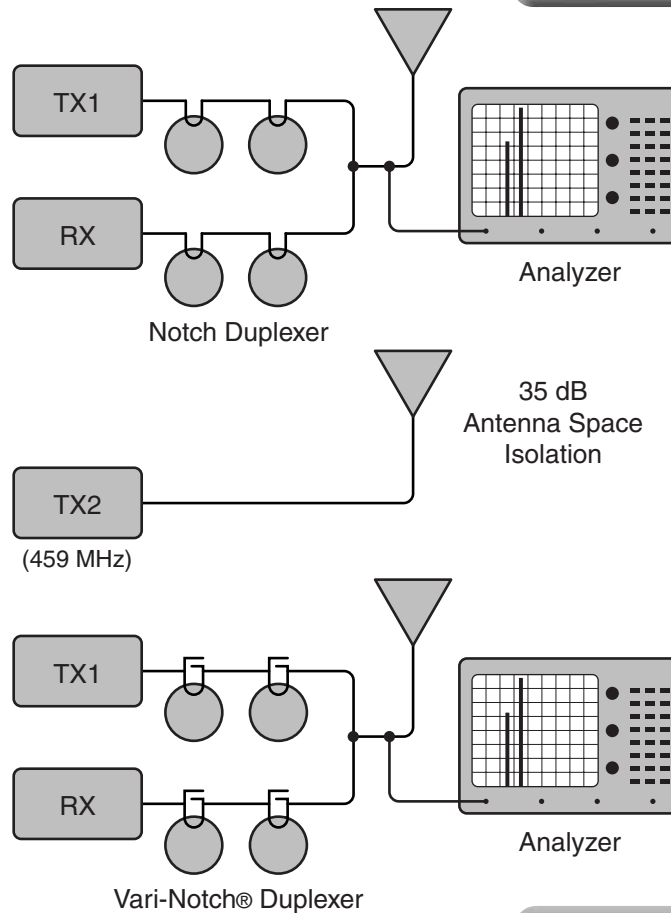 TX1
RX
Analyzer
Notch Duplexer
35 dB
Antenna Space
Isolation
TX2
(459 MHz)
TX1
RX
Analyzer
Vari-Notch® Duplexer